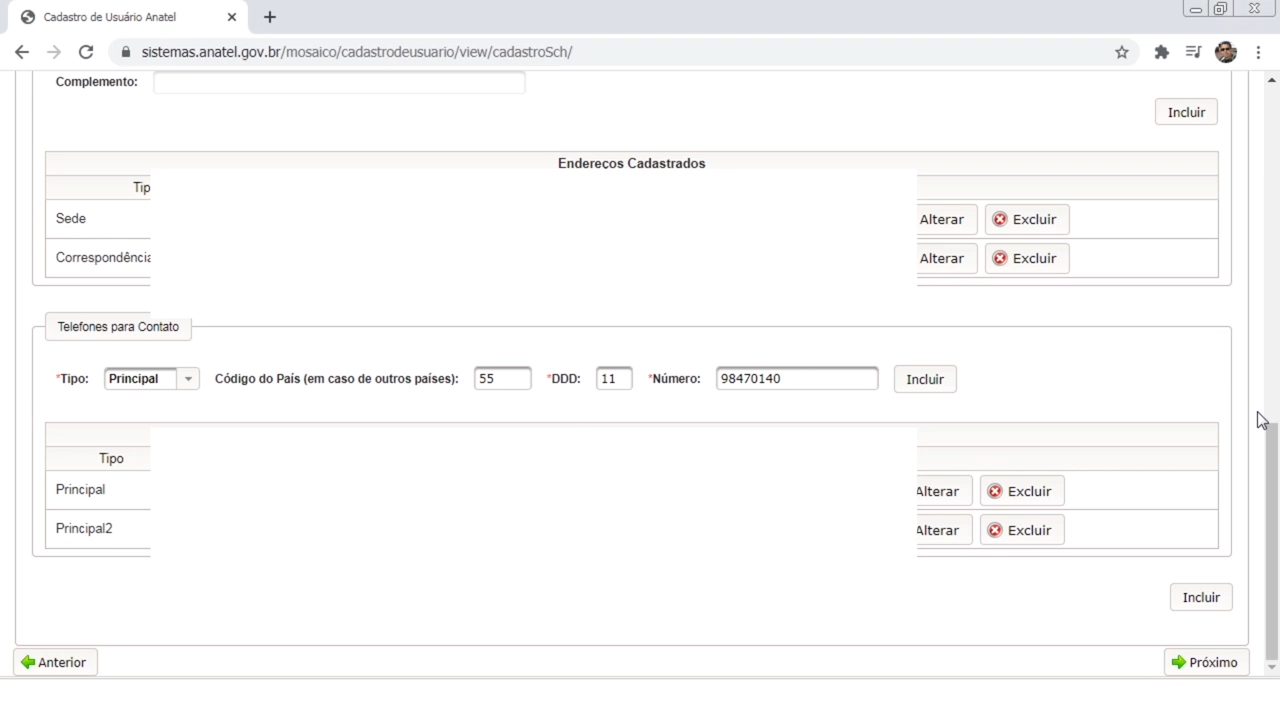 Cadastro de Usuário Anatel
sistemas.anatel.gov.br/mosaico/cadastrodeusuario/view/cadastroSch/
Complemento:
Incluir
Endereços Cadastrados
Tip
Sede Alterar Excluir
Correspondência Alterar Excluir
Telefones para Contato
*Tipo: Principal Código do País (em caso de outros países): 55 *DDD: 11 *Número: 98470140 Incluir
Tipo
Principal Alterar Excluir
Principal2 Alterar Excluir
Incluir
Anterior Próximo